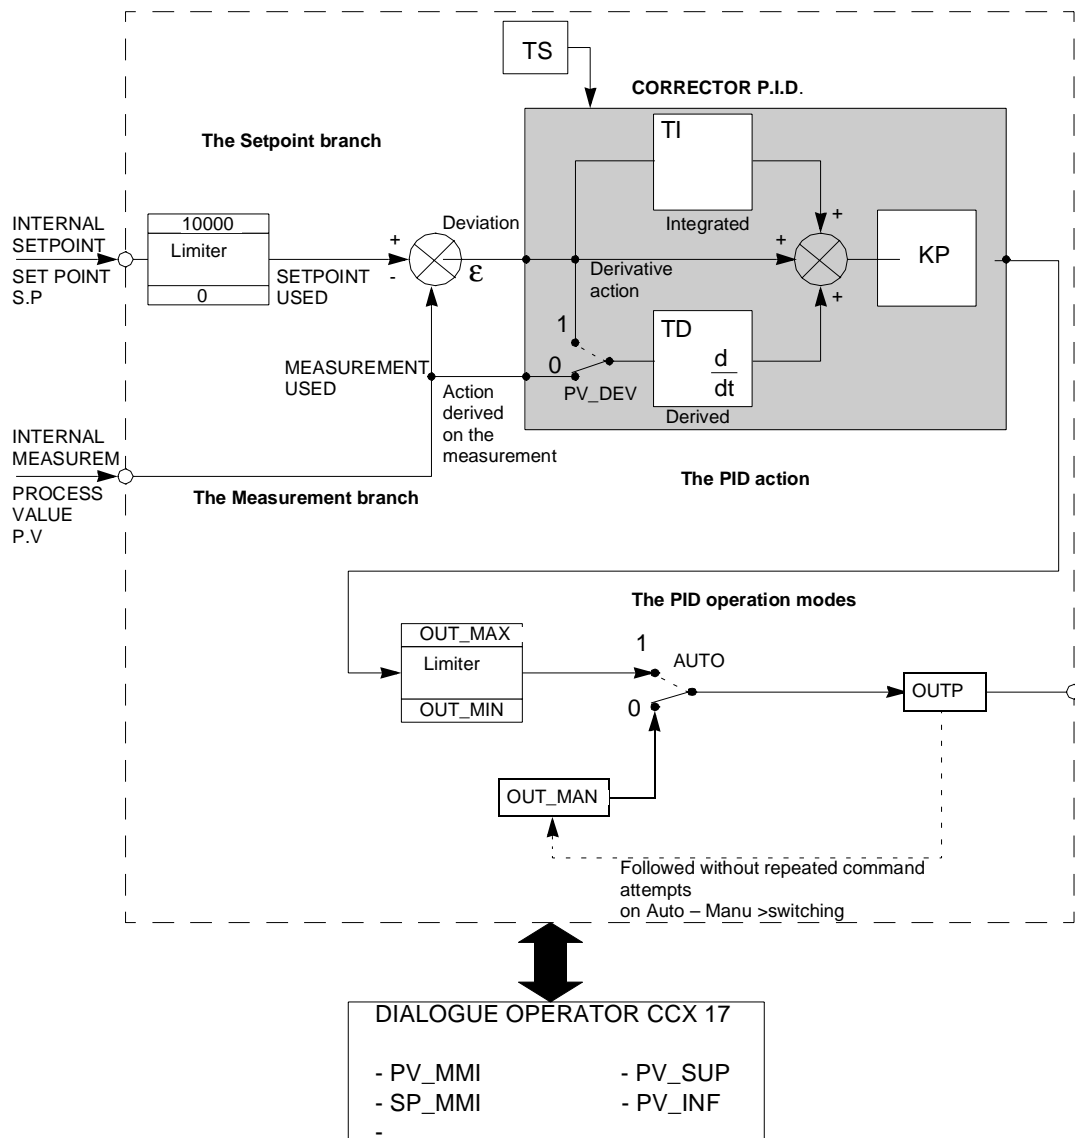 TS
CORRECTOR P.I.D.
The Setpoint branch
TI
Integrated
INTERNAL
SETPOINT
SET POINT
S.P
10000
Limiter
0
SETPOINT
USED
+
-
Deviation
ε
Derivative
action
+
+
+
KP
1
0
PV_DEV
TD
d
dt
Derived
MEASUREMENT
USED
Action
derived
on the
measurement
INTERNAL
MEASUREM
PROCESS
VALUE
P.V
The Measurement branch
The PID action
The PID operation modes
OUT_MAX
Limiter
OUT_MIN
1
AUTO
0
OUTP
OUT_MAN
Followed without repeated command
attempts
on Auto – Manu >switching
DIALOGUE OPERATOR CCX 17
- PV_MMI
- PV_SUP
- SP_MMI
- PV_INF
-